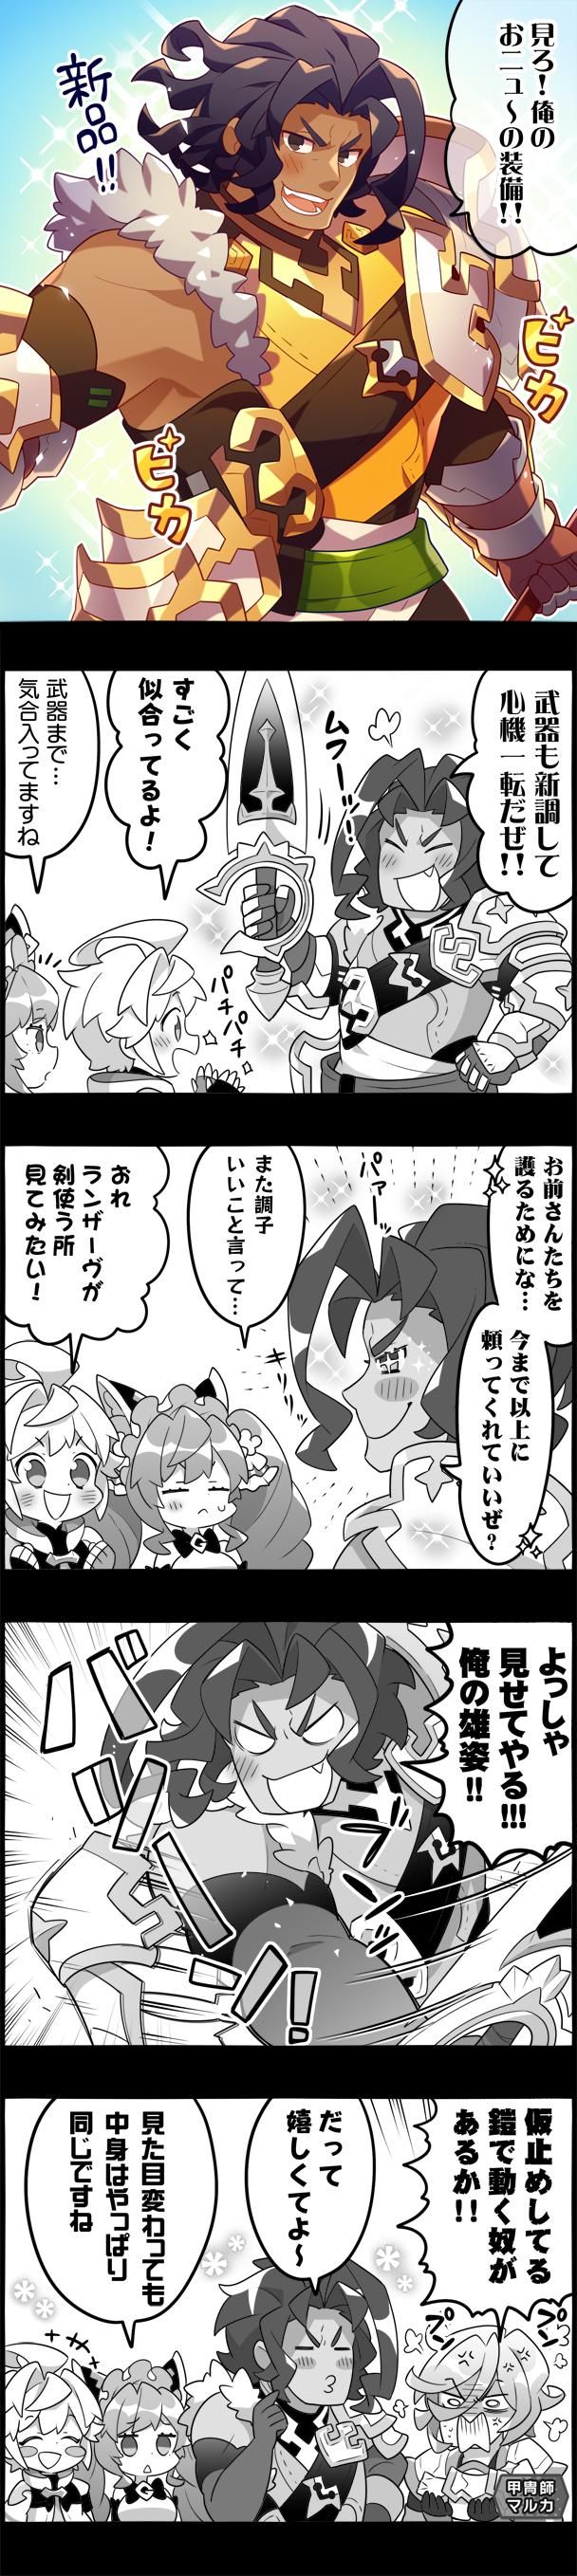 見ろ！俺の
おニュ～の装備!!
新品!!
ピカ
ピカ
武器も新調して
心機一転だぜ!!
ムフーッ!!
すごく
似合ってるよ！
武器まで…
気合入ってますね
パチパチ
お前さんたちを
護るためにな…
今まで以上に
頼ってくれていいぜ？
パァーッ
また調子
いいこと言って…
おれ
ランザーヴが
剣使う所
見てみたい！
よっしゃ
見せてやる!!!
俺の雄姿!!
ブンッ
バツツン!!
仮止めしてる
鎧で動く奴が
あるか!!
プン
プン
だって
嬉しくてよ～
見た目変わっても
中身はやっぱり
同じですね
甲冑師
マルカ